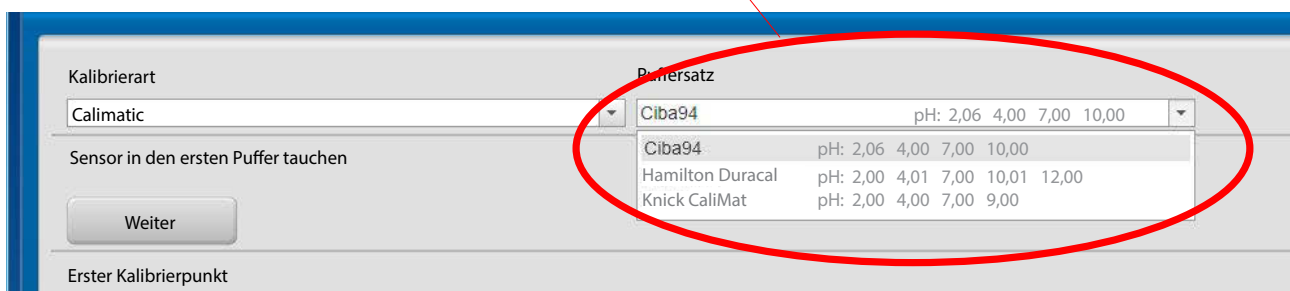 Kalibrierart
Puffersatz
Calimatic
Ciba94 pH: 2,06 4,00 7,00 10,00
Sensor in den ersten Puffer tauchen
Ciba94 pH: 2,06 4,00 7,00 10,00
Hamilton Duracal pH: 2,00 4,01 7,00 10,01 12,00
Knick CaliMat pH: 2,00 4,00 7,00 9,00
Weiter
Erster Kalibrierpunkt